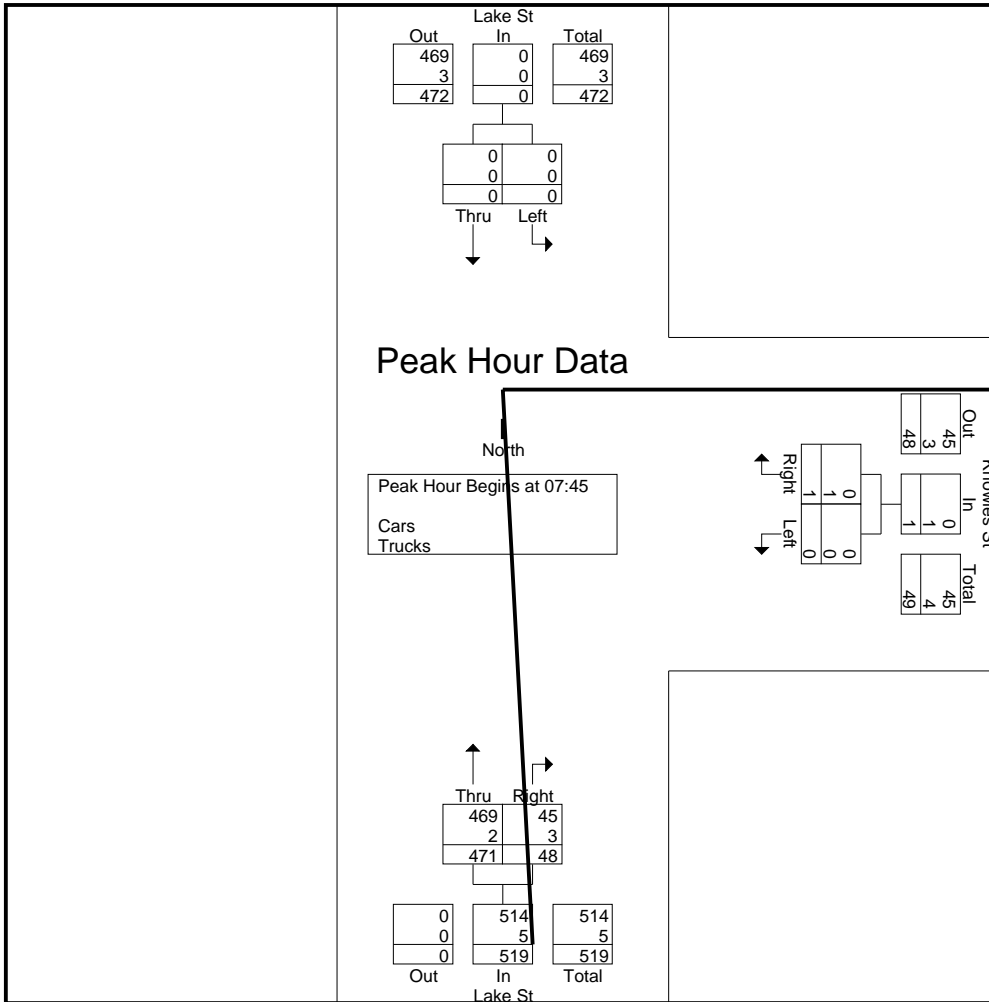 Lake St
Out In Total
469 0 469
3 0 3
472 0 472
0 0
0 0
0 0
Thru Left
Peak Hour Data
North
Peak Hour Begins at 07:45
Cars
Trucks
Knowles St
Out In Total
45 0 45
3 1 4
48 1 49
Right Left
0 0
1 0
1 0
Thru Right
469 45
2 3
471 48
0 514 514
0 5 5
0 519 519
Out In Total
Lake St